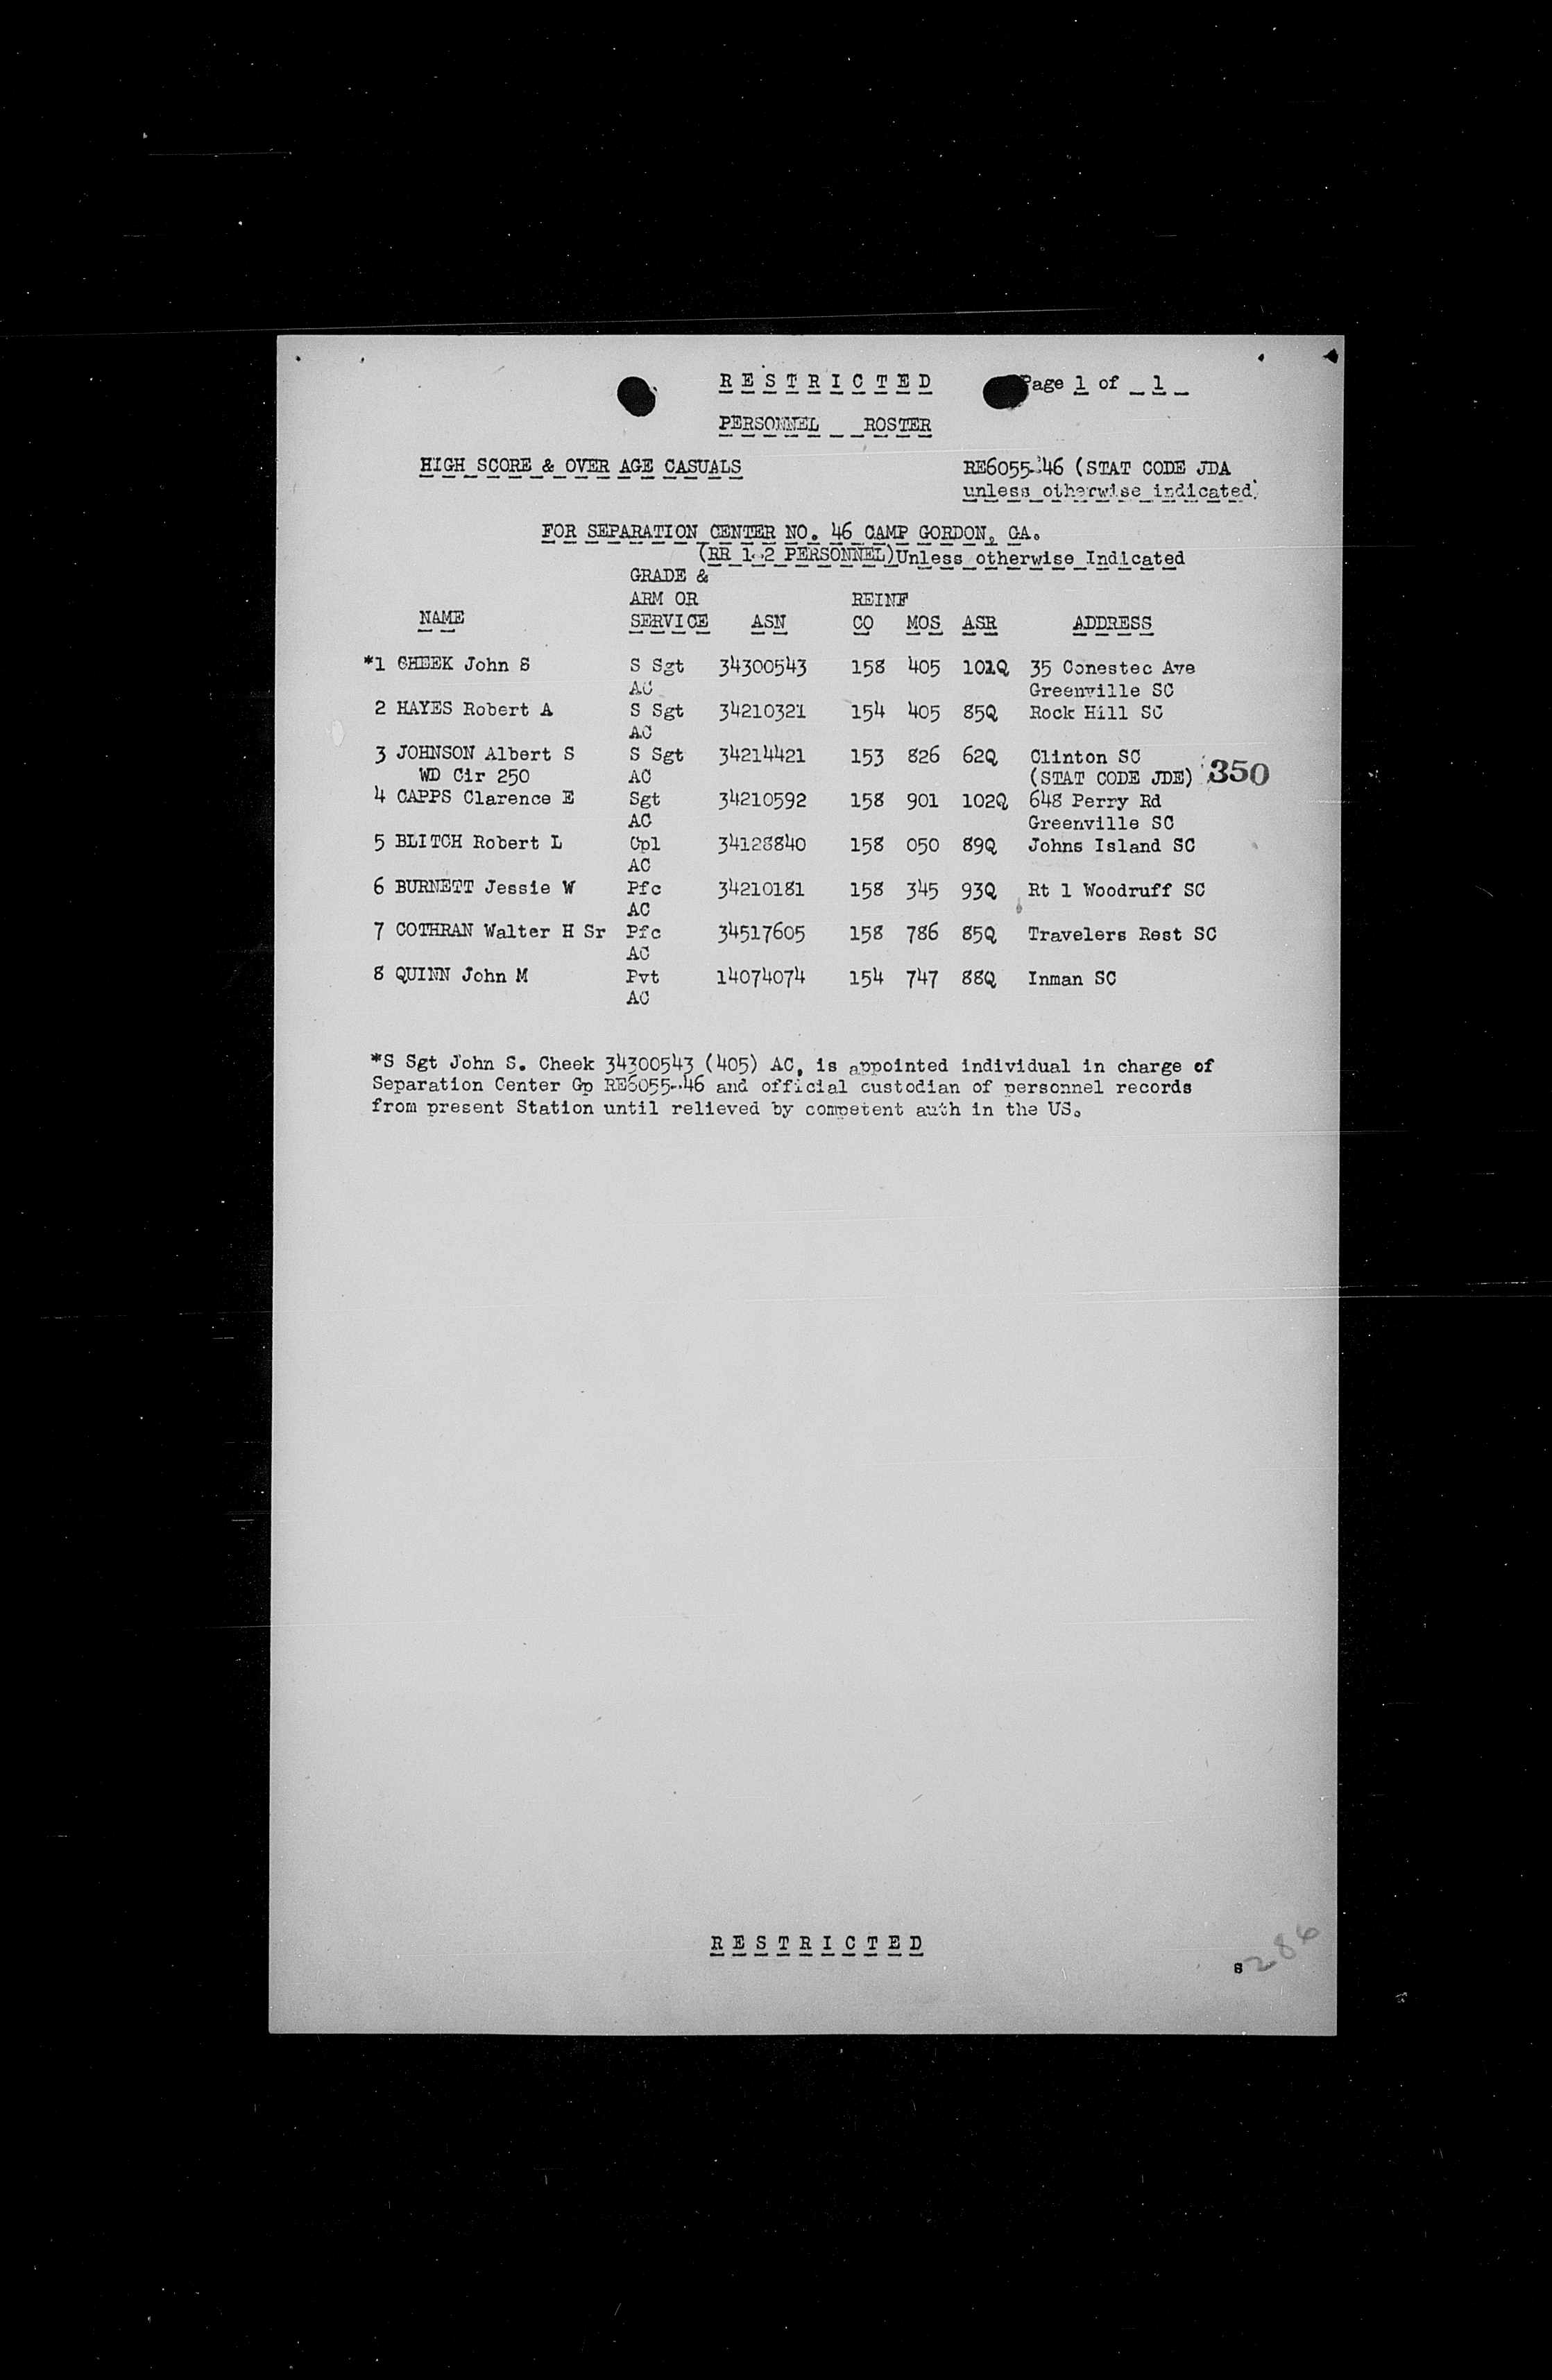 RESTRICTED
Page 1 of 1
PERSONNEL ROSTER
HIGH SCORE & OVER AGE CASUALS
RE6055-46 (STAT CODE JDA
unless otherwise indicated.
FOR SEPARATION CENTER NO. 46 CAMP GORDON, GA.
(RR 1-2 PERSONNEL) Unless otherwise Indicated
GRADE &
ARM OR REINF
NAME SERVICE ASN CO MOS ASR ADDRESS
*1 CHEEK John S S Sgt 34300543 158 405 101Q 35 Conestec Ave
AC Greenville SC
2 HAYES Robert A S Sgt 34210321 154 405 85Q Rock Hill SC
AC
3 JOHNSON Albert S S Sgt 34214421 153 826 62Q Clinton SC
WD Cir 250 AC (STAT CODE JDE) 350
4 CAPPS Clarence E Sgt 34210592 158 901 102Q 648 Perry Rd
AC Greenville SC
5 BLITCH Robert L Cpl 34128840 158 050 89Q Johns Island SC
AC
6 BURNETT Jessie W Pfc 34210181 158 345 93Q Rt 1 Woodruff SC
AC
7 COTHRAN Walter H Sr Pfc 34517605 158 786 85Q Travelers Rest SC
AC
8 QUINN John M Pvt 14074074 154 747 88Q Inman SC
AC
*S Sgt John S. Cheek 34300543 (405) AC, is appointed individual in charge of
Separation Center Gp RE6055-46 and official custodian of personnel records
from present Station until relieved by competent auth in the US.
RESTRICTED
8 286